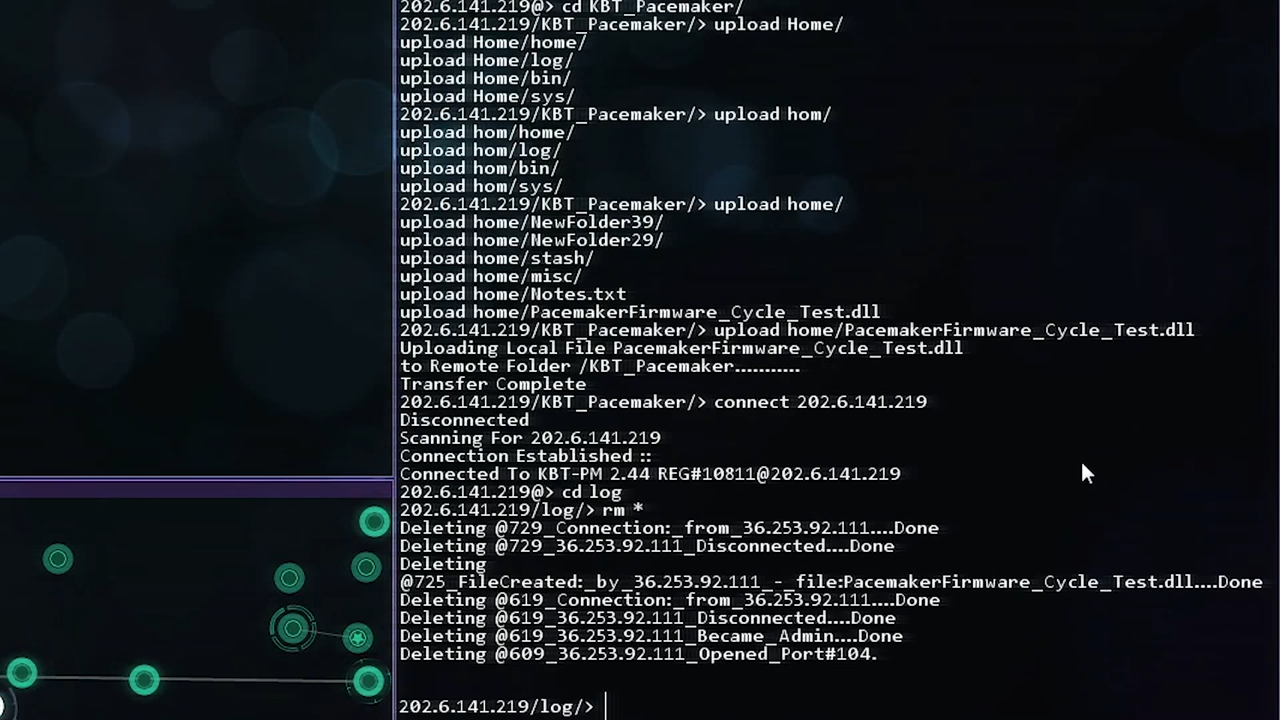 202.6.141.219@> cd KBT_Pacemaker/
202.6.141.219/KBT_Pacemaker/> upload Home/
upload Home/home/
upload Home/log/
upload Home/bin/
upload Home/sys/
202.6.141.219/KBT_Pacemaker/> upload hom/
upload hom/home/
upload hom/log/
upload hom/bin/
upload hom/sys/
202.6.141.219/KBT_Pacemaker/> upload home/
upload home/NewFolder39/
upload home/NewFolder29/
upload home/stash/
upload home/misc/
upload home/Notes.txt
upload home/PacemakerFirmware_Cycle_Test.dll
202.6.141.219/KBT_Pacemaker/> upload home/PacemakerFirmware_Cycle_Test.dll
Uploading Local File PacemakerFirmware_Cycle_Test.dll
to Remote Folder /KBT_Pacemaker...........
Transfer Complete
202.6.141.219/KBT_Pacemaker/> connect 202.6.141.219
Disconnected
Scanning For 202.6.141.219
Connection Established ::
Connected To KBT-PM 2.44 REG#10811@202.6.141.219
202.6.141.219@> cd log
202.6.141.219/log/> rm *
Deleting @729_Connection:_from_36.253.92.111....Done
Deleting @729_36.253.92.111_Disconnected....Done
Deleting
@725_FileCreated:_by_36.253.92.111_-_file:PacemakerFirmware_Cycle_Test.dll....Done
Deleting @619_Connection:_from_36.253.92.111....Done
Deleting @619_36.253.92.111_Disconnected....Done
Deleting @619_36.253.92.111_Became_Admin....Done
Deleting @609_36.253.92.111_Opened_Port#104.
202.6.141.219/log/>